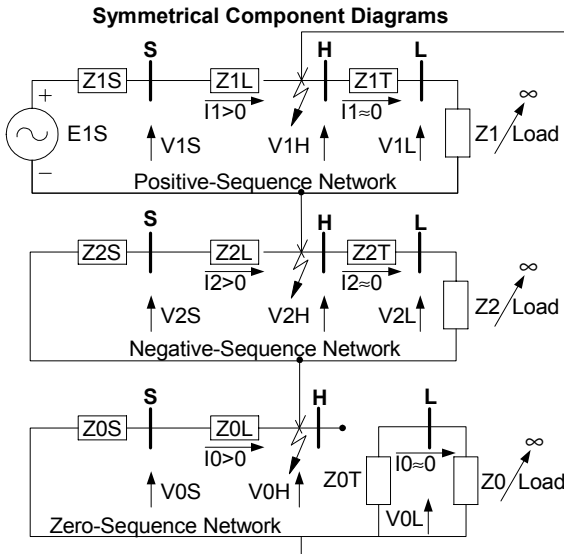 Symmetrical Component Diagrams
S H L
Z1S Z1L Z1T
I1>0 I1≈0
+
E1S
−
V1S V1H V1L
Z1 Load ∞
Positive-Sequence Network
S H L
Z2S Z2L Z2T
I2>0 I2≈0
V2S V2H V2L
Z2 Load ∞
Negative-Sequence Network
S H L
Z0S Z0L
I0>0 I0≈0
V0S V0H Z0T V0L
Z0 Load ∞
Zero-Sequence Network